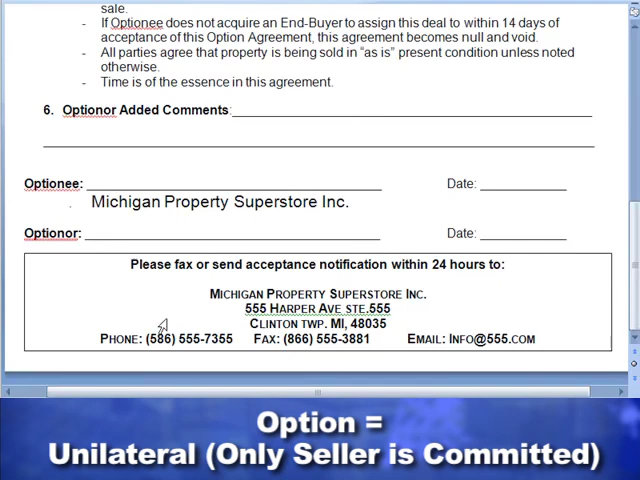 sale.
- If Optionee does not acquire an End-Buyer to assign this deal to within 14 days of
acceptance of this Option Agreement, this agreement becomes null and void.
- All parties agree that property is being sold in “as is” present condition unless noted
otherwise.
- Time is of the essence in this agreement.
6. Optionor Added Comments:
Optionee: Date:
Michigan Property Superstore Inc.
Optionor: Date:
Please fax or send acceptance notification within 24 hours to:
MICHIGAN PROPERTY SUPERSTORE INC.
555 HARPER AVE STE.555
CLINTON TWP. MI, 48035
PHONE: (586) 555-7355 FAX: (866) 555-3881 EMAIL: INFO@555.COM
Option =
Unilateral (Only Seller is Committed)